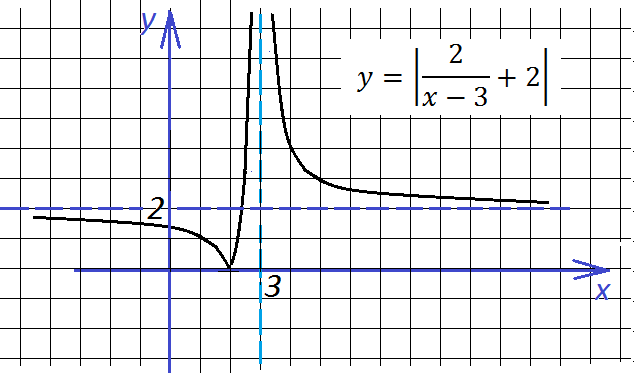 y
y = |2/(x − 3) + 2|
2
3
x